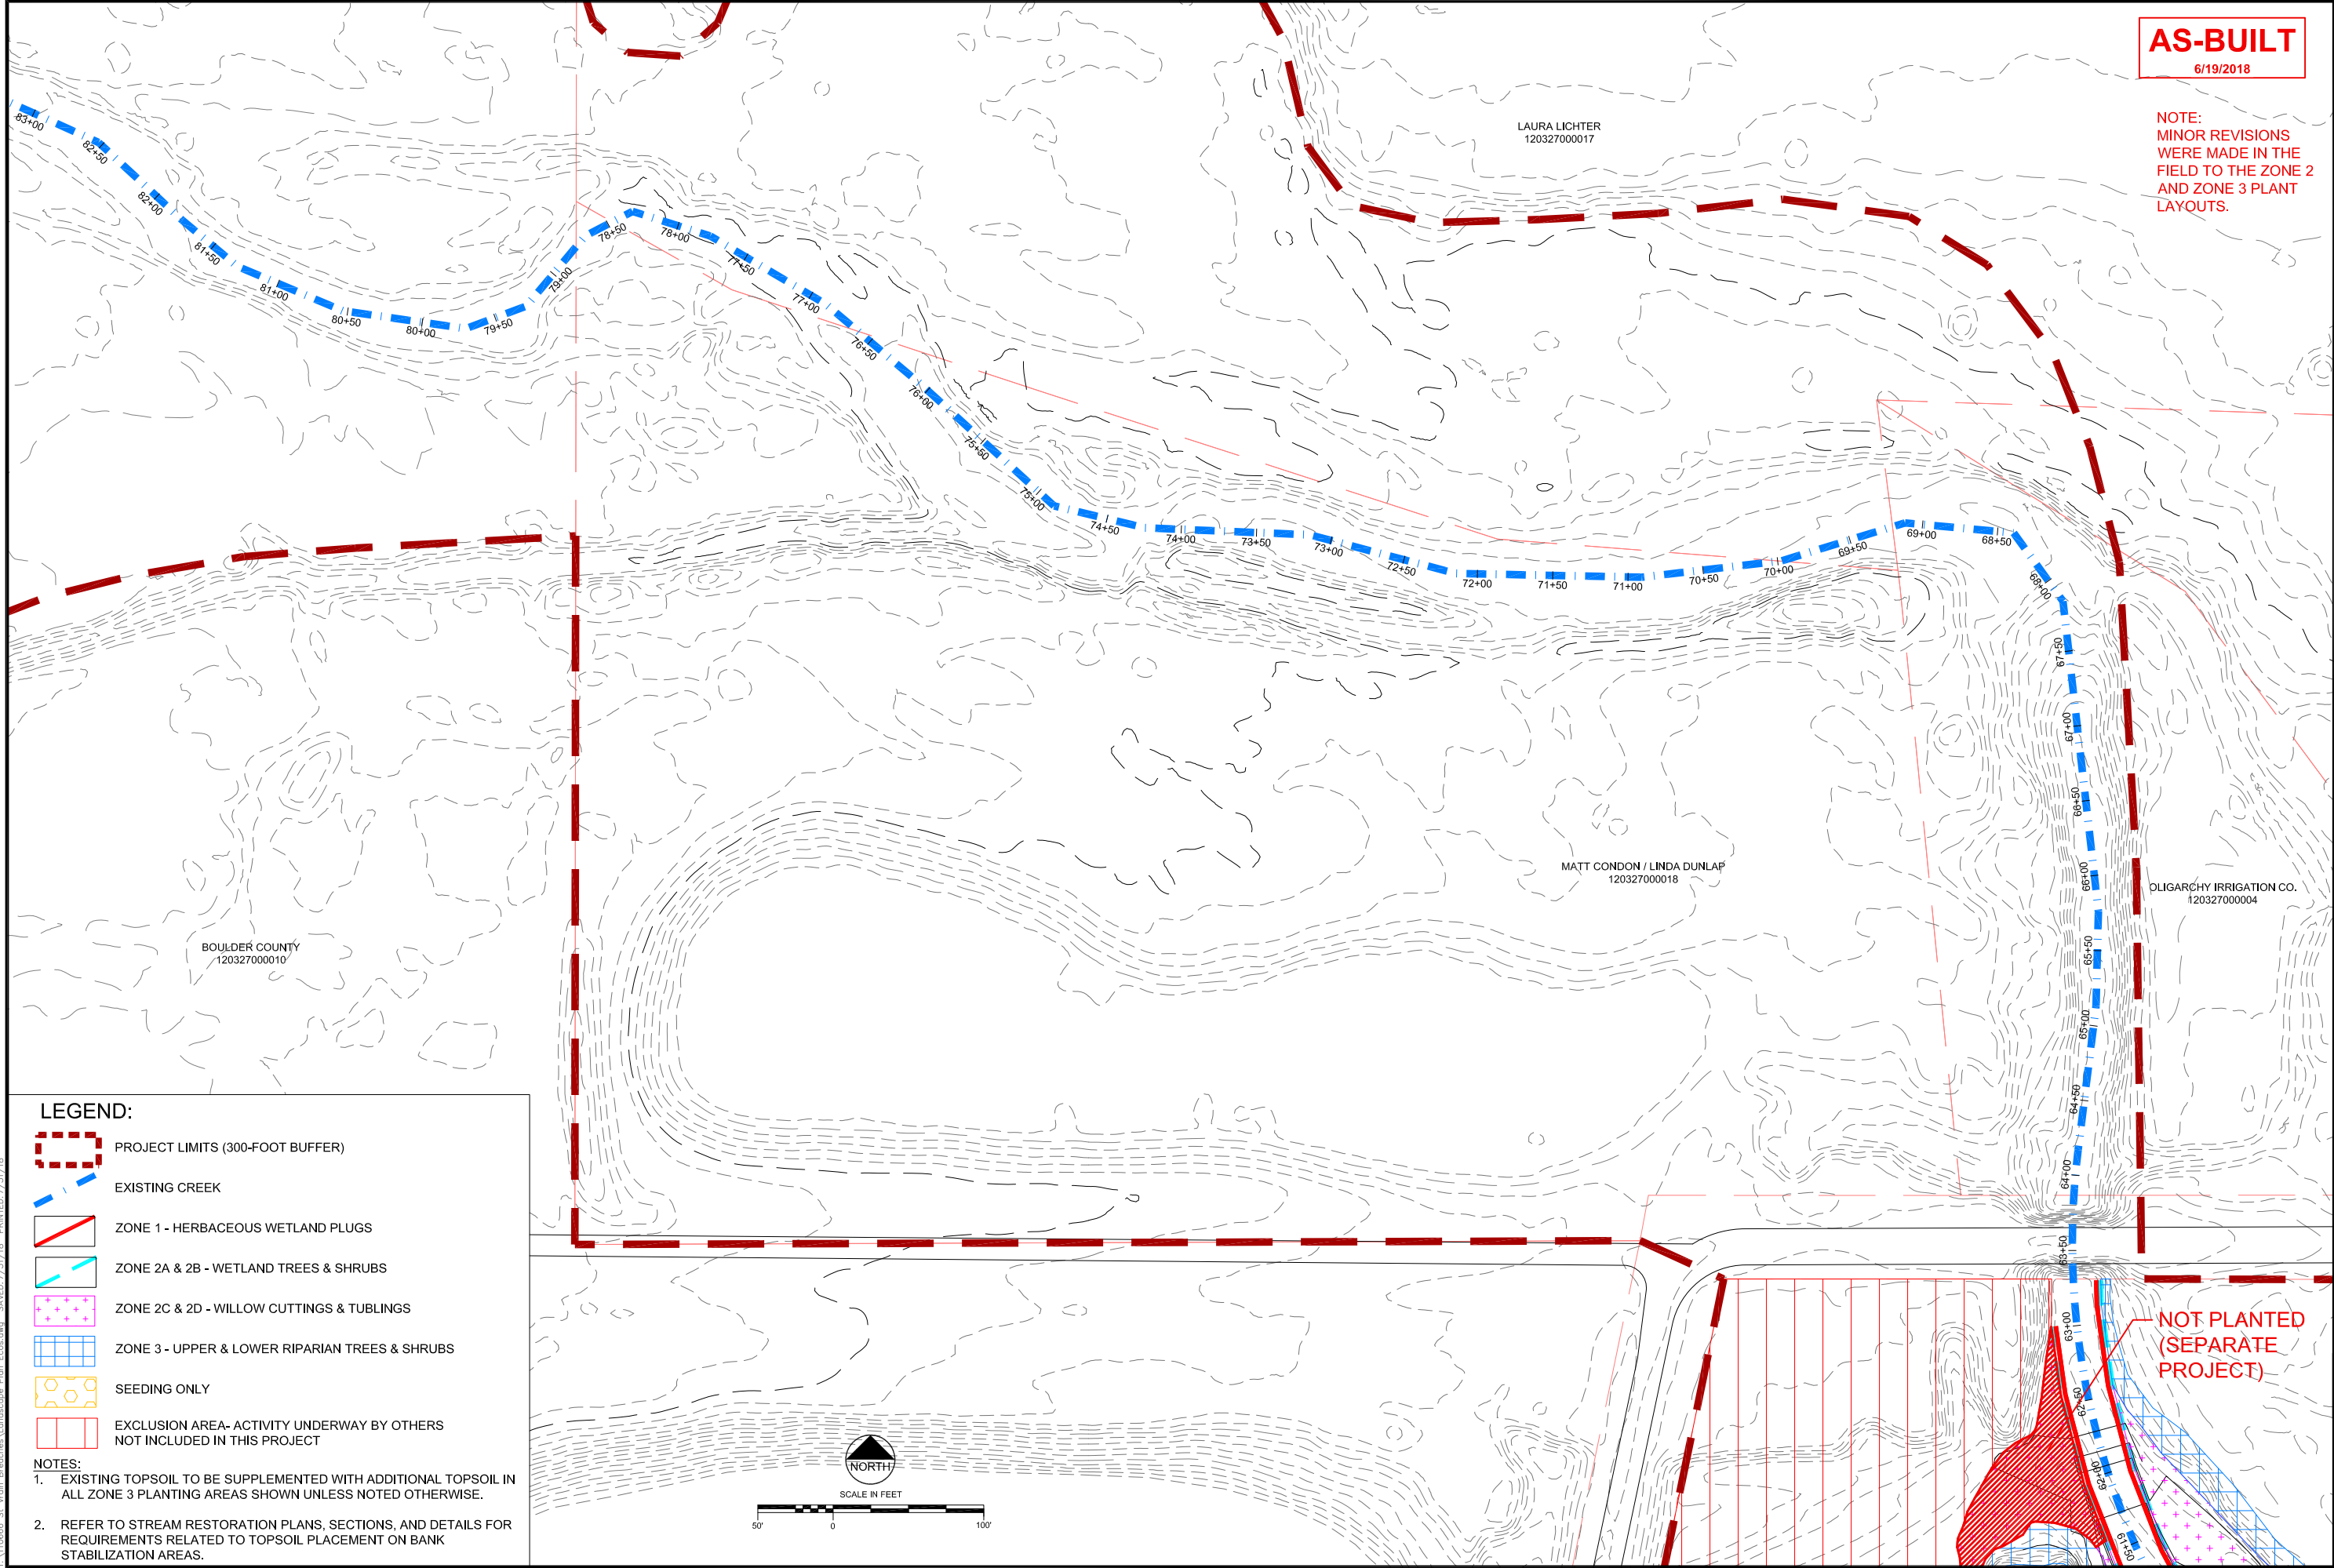 AS-BUILT
6/19/2018
NOTE:
MINOR REVISIONS
WERE MADE IN THE
FIELD TO THE ZONE 2
AND ZONE 3 PLANT
LAYOUTS.
LAURA LICHTER
120327000017
83+00
82+50
82+00
81+50
81+00
80+50
80+00
79+50
79+00
78+50
78+00
77+50
77+00
76+50
76+00
75+50
75+00
74+50
74+00
73+50
73+00
72+50
72+00
71+50
71+00
70+50
70+00
69+50
69+00
68+50
68+00
67+50
67+00
68+50
66+00
65+50
65+00
64+50
64+00
63+50
63+00
62+50
62+00
61+50
MATT CONDON / LINDA DUNLAP
120327000018
OLIGARCHY IRRIGATION CO.
120327000004
BOULDER COUNTY
120327000010
NOT PLANTED
(SEPARATE
PROJECT)
LEGEND:
PROJECT LIMITS (300-FOOT BUFFER)
EXISTING CREEK
ZONE 1 - HERBACEOUS WETLAND PLUGS
ZONE 2A & 2B - WETLAND TREES & SHRUBS
ZONE 2C & 2D - WILLOW CUTTINGS & TUBLINGS
ZONE 3 - UPPER & LOWER RIPARIAN TREES & SHRUBS
SEEDING ONLY
EXCLUSION AREA- ACTIVITY UNDERWAY BY OTHERS
NOT INCLUDED IN THIS PROJECT
NOTES:
1. EXISTING TOPSOIL TO BE SUPPLEMENTED WITH ADDITIONAL TOPSOIL IN
ALL ZONE 3 PLANTING AREAS SHOWN UNLESS NOTED OTHERWISE.
2. REFER TO STREAM RESTORATION PLANS, SECTIONS, AND DETAILS FOR
REQUIREMENTS RELATED TO TOPSOIL PLACEMENT ON BANK
STABILIZATION AREAS.
NORTH
SCALE IN FEET
50' 0 100'